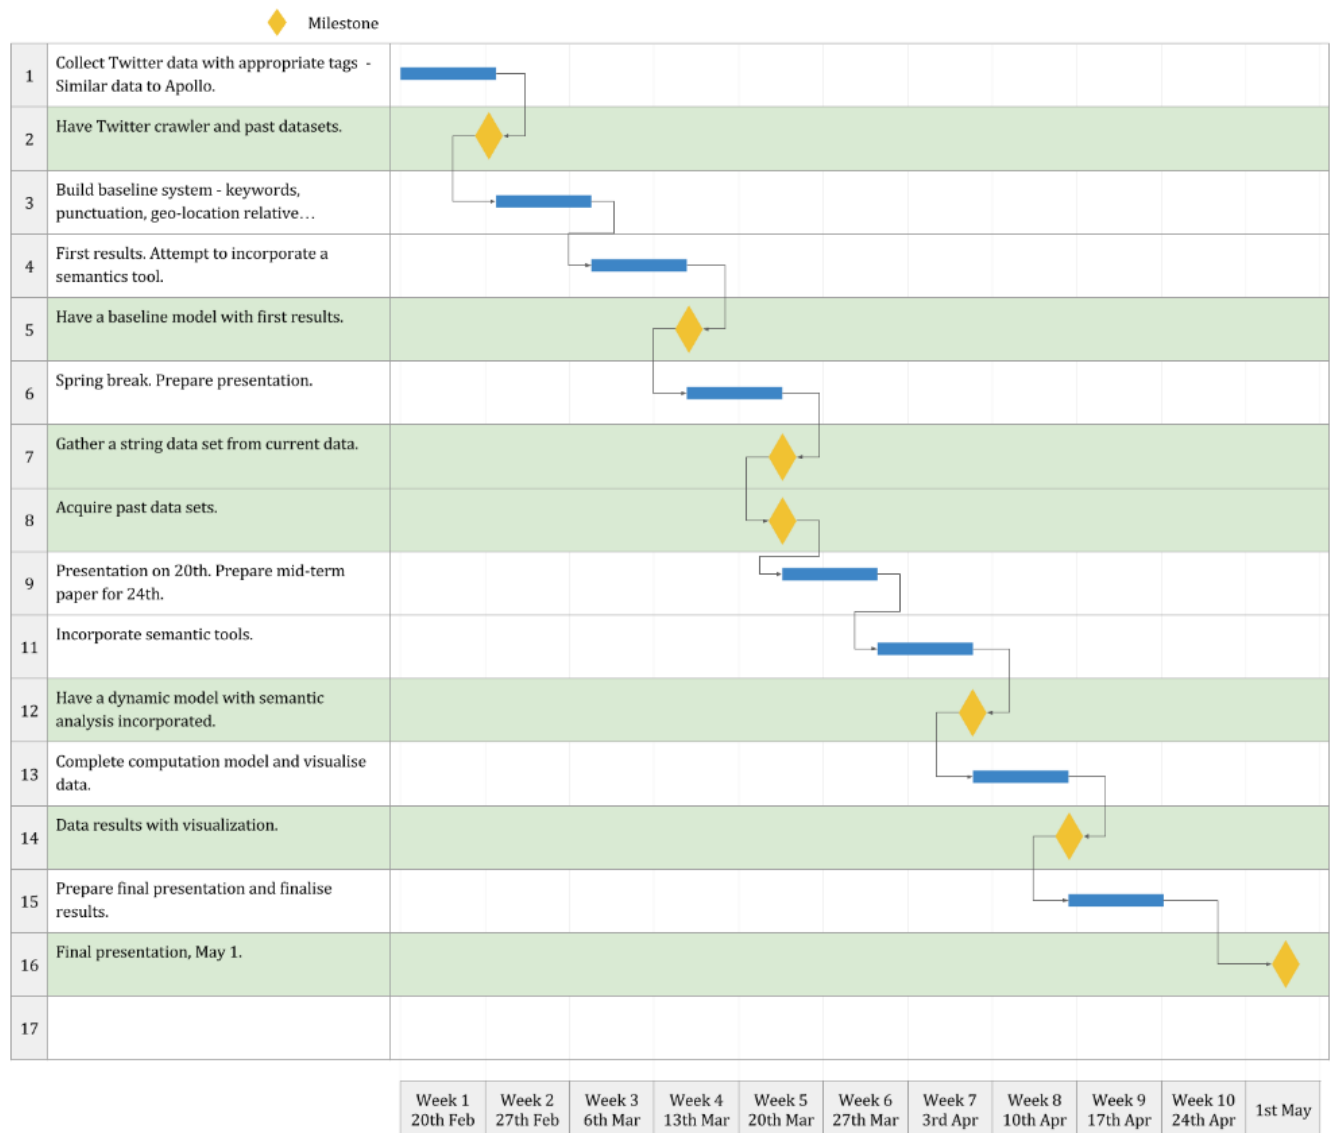 Milestone
1
Collect Twitter data with appropriate tags -
Similar data to Apollo.
2
Have Twitter crawler and past datasets.
3
Build baseline system - keywords,
punctuation, geo-location relative...
4
First results. Attempt to incorporate a
semantics tool.
5
Have a baseline model with first results.
6
Spring break. Prepare presentation.
7
Gather a string data set from current data.
8
Acquire past data sets.
9
Presentation on 20th. Prepare mid-term
paper for 24th.
11
Incorporate semantic tools.
12
Have a dynamic model with semantic
analysis incorporated.
13
Complete computation model and visualise
data.
14
Data results with visualization.
15
Prepare final presentation and finalise
results.
16
Final presentation, May 1.
17
Week 1
20th Feb
Week 2
27th Feb
Week 3
6th Mar
Week 4
13th Mar
Week 5
20th Mar
Week 6
27th Mar
Week 7
3rd Apr
Week 8
10th Apr
Week 9
17th Apr
Week 10
24th Apr
1st May